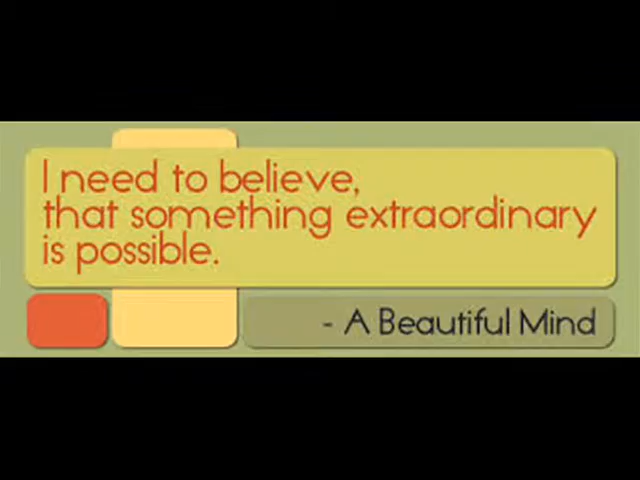 I need to believe,
that something extraordinary
is possible.
- A Beautiful Mind